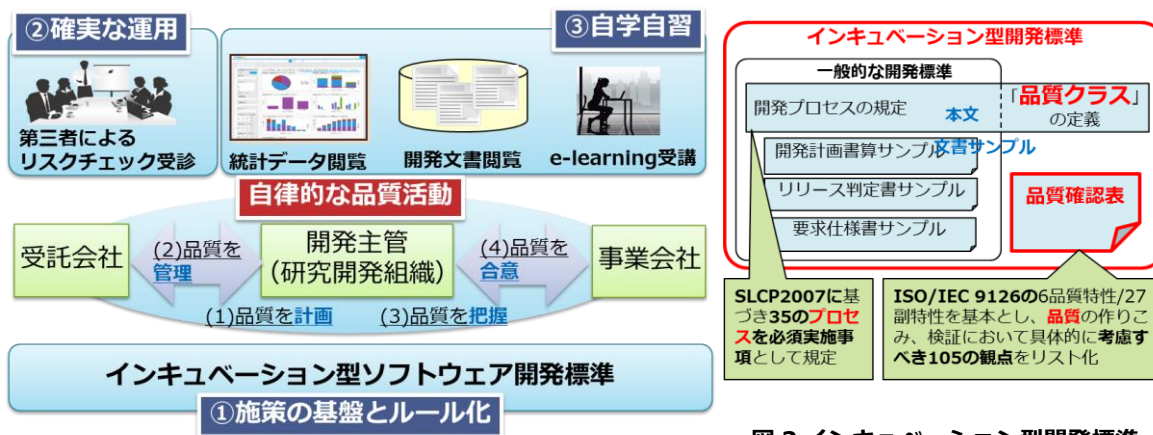 ②確実な運用
③自学自習
第三者による
リスクチェック受診
統計データ閲覧
開発文書閲覧
e-learning受講
自律的な品質活動
受託会社
(2)品質を
管理
開発主管
(研究開発組織)
(4)品質を
合意
事業会社
(1)品質を計画
(3)品質を把握
インキュベーション型ソフトウェア開発標準
①施策の基盤とルール化
インキュベーション型開発標準
一般的な開発標準
開発プロセスの規定
本文
「品質クラス」
の定義
開発計画書算サンプル
文書サンプル
リリース判定書サンプル
要求仕様書サンプル
品質確認表
SLCP2007に基
づき35のプロセ
スを必須実施事
項として規定
ISO/IEC 9126の6品質特性/27
副特性を基本とし、品質の作りこ
み、検証において具体的に考慮す
べき105の観点をリスト化